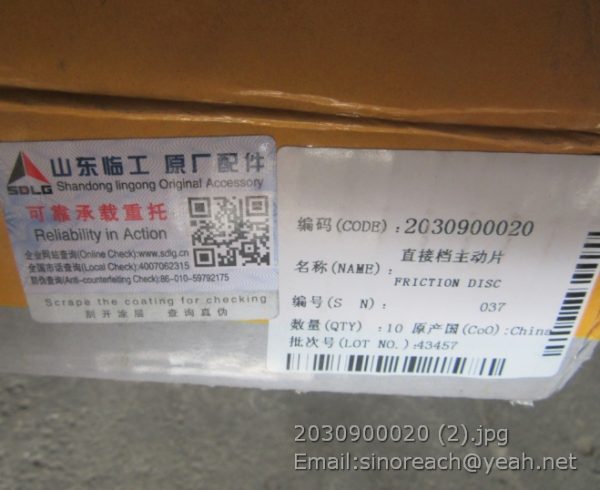 SDLG
山东临工 原厂配件
Shandong lingong Original Accessory
可靠承载重托
Reliability in Action
企业网站查询(Online Check):www.sdlg.cn
全国市话查询(Local Check):4007062315
防伪查询(Anti-counterfeiting Check):86-010-59792175
Scrape the coating for checking
刮开涂层 查询真伪
编码(CODE):2030900020
直接档主动片
名称(NAME):
FRICTION DISC
编号(S N): 037
数量(QTY) :10 原产国(CoO):China
批次号(LOT NO.):43457
2030900020 (2).jpg
Email:sinoreach@yeah.net